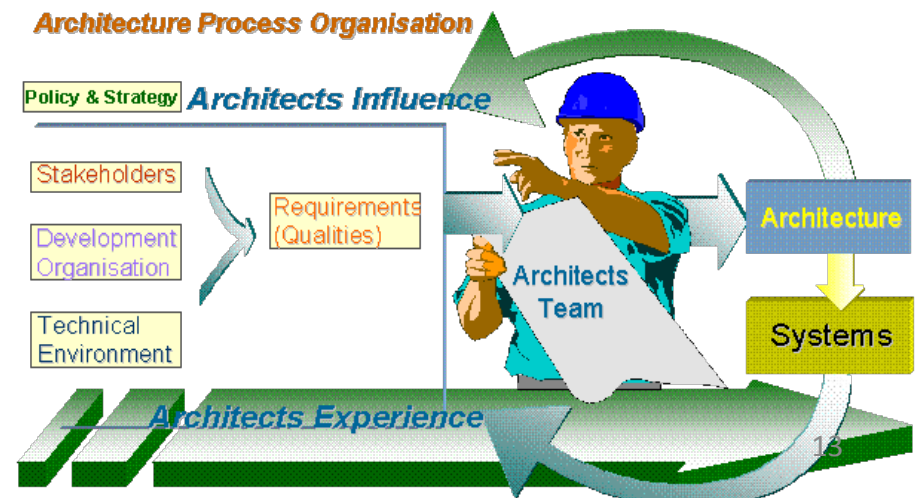 Architecture Process Organisation
Policy & Strategy
Architects Influence
Stakeholders
Development
Organisation
Technical
Environment
Requirements
(Qualities)
Architects
Team
Architecture
Systems
Architects Experience
13